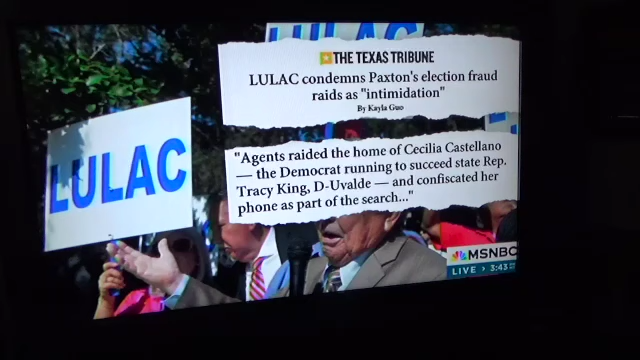 LULAC
THE TEXAS TRIBUNE
LULAC condemns Paxton's election fraud
raids as "intimidation"
By Kayla Guo
"Agents raided the home of Cecilia Castellano
— the Democrat running to succeed state Rep.
Tracy King, D-Uvalde — and confiscated her
phone as part of the search..."
LULAC
MSNBC
LIVE > 3:43